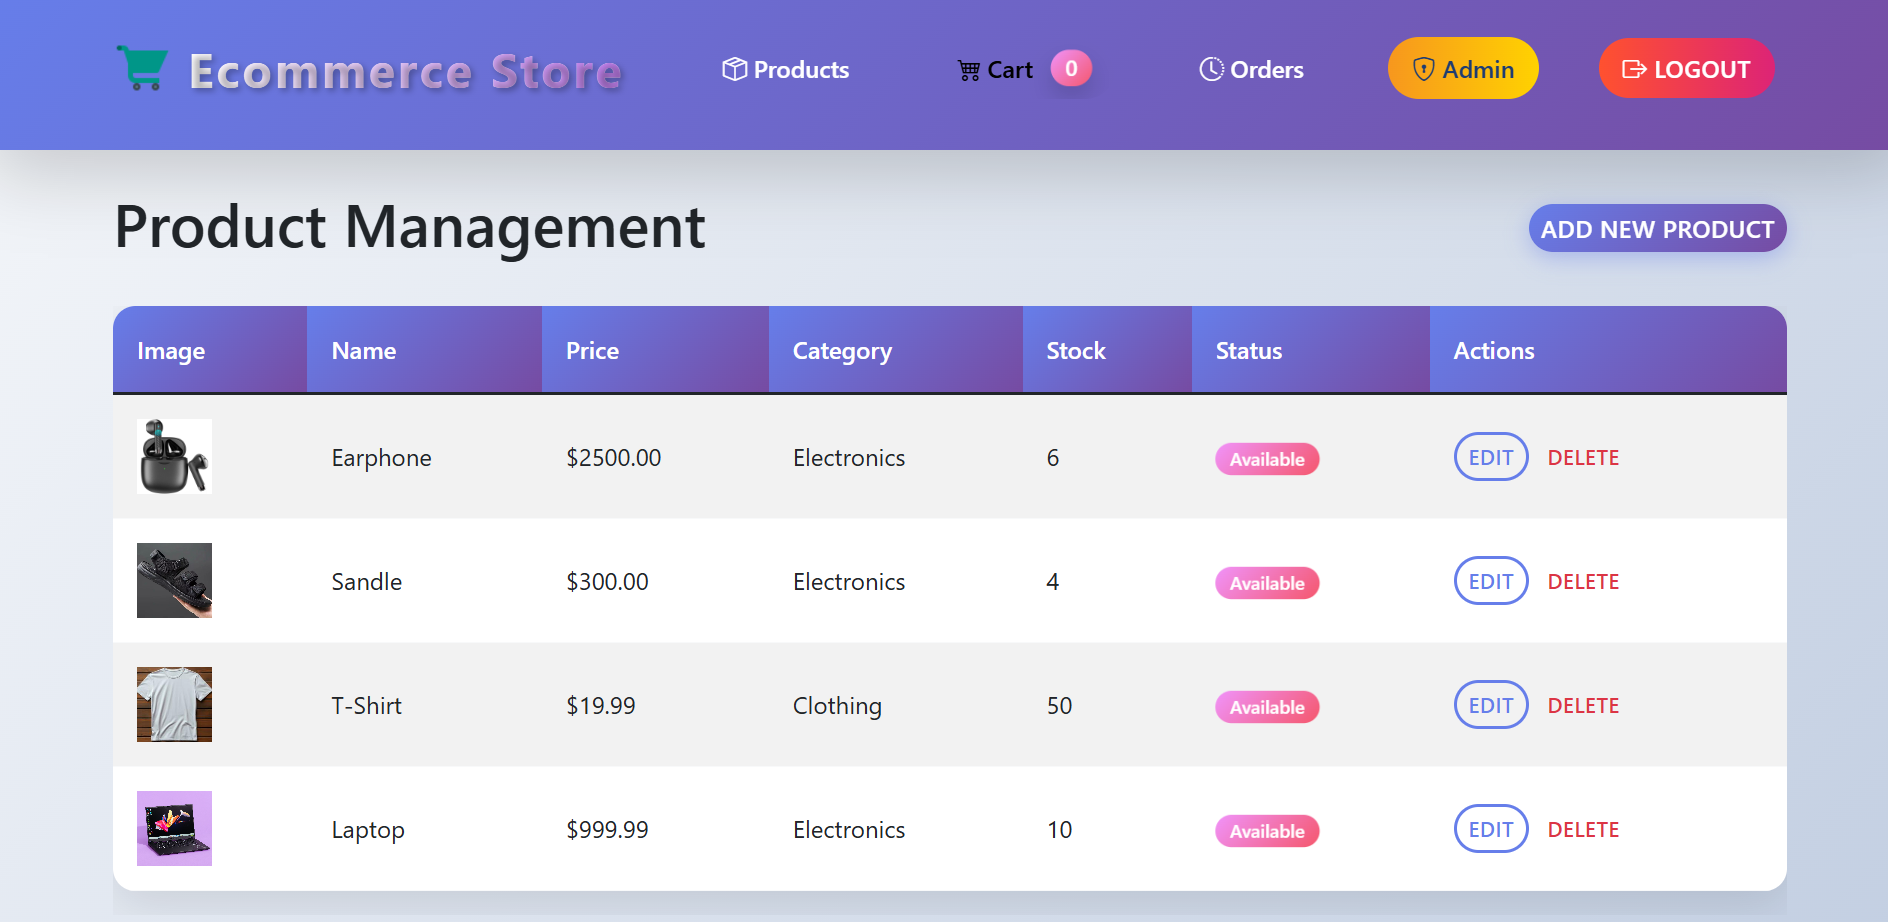 Ecommerce Store Products Cart 0 Orders Admin LOGOUT
Product Management ADD NEW PRODUCT
Image Name Price Category Stock Status Actions
Earphone $2500.00 Electronics 6 Available EDIT DELETE
Sandle $300.00 Electronics 4 Available EDIT DELETE
T-Shirt $19.99 Clothing 50 Available EDIT DELETE
Laptop $999.99 Electronics 10 Available EDIT DELETE